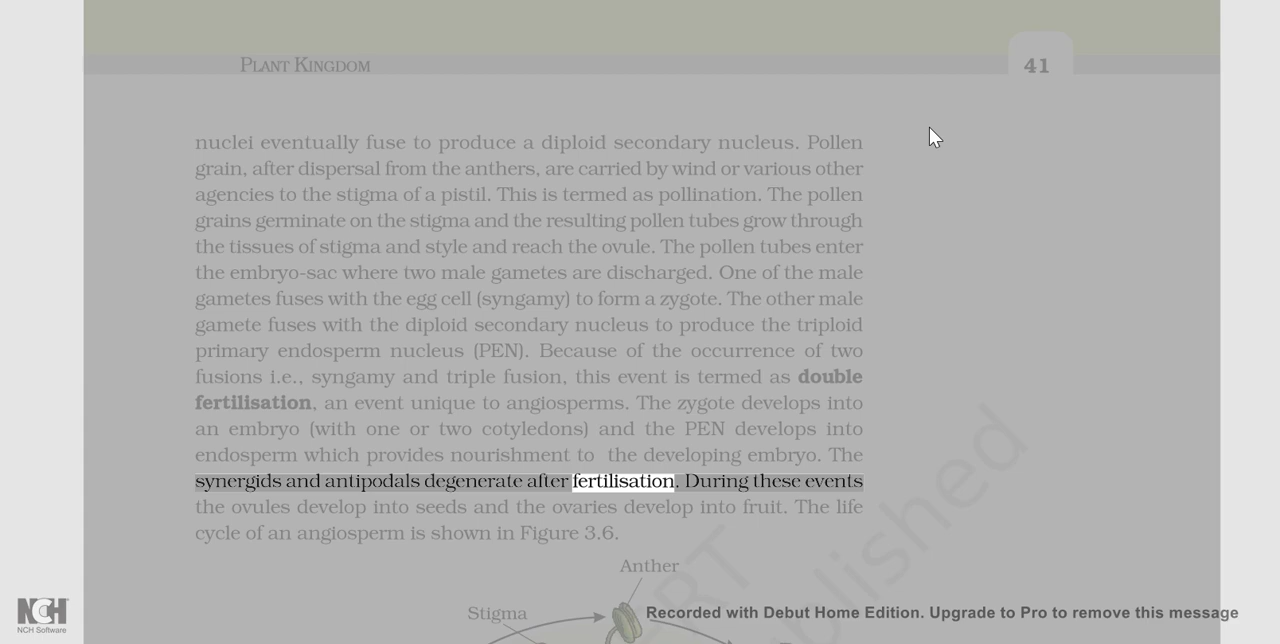 PLANT KINGDOM
41
nuclei eventually fuse to produce a diploid secondary nucleus. Pollen
grain, after dispersal from the anthers, are carried by wind or various other
agencies to the stigma of a pistil. This is termed as pollination. The pollen
grains germinate on the stigma and the resulting pollen tubes grow through
the tissues of stigma and style and reach the ovule. The pollen tubes enter
the embryo-sac where two male gametes are discharged. One of the male
gametes fuses with the egg cell (syngamy) to form a zygote. The other male
gamete fuses with the diploid secondary nucleus to produce the triploid
primary endosperm nucleus (PEN). Because of the occurrence of two
fusions i.e., syngamy and triple fusion, this event is termed as double
fertilisation, an event unique to angiosperms. The zygote develops into
an embryo (with one or two cotyledons) and the PEN develops into
endosperm which provides nourishment to the developing embryo. The
synergids and antipodals degenerate after fertilisation. During these events
the ovules develop into seeds and the ovaries develop into fruit. The life
cycle of an angiosperm is shown in Figure 3.6.
Anther
Stigma
Recorded with Debut Home Edition. Upgrade to Pro to remove this message
NCH
NCH Software